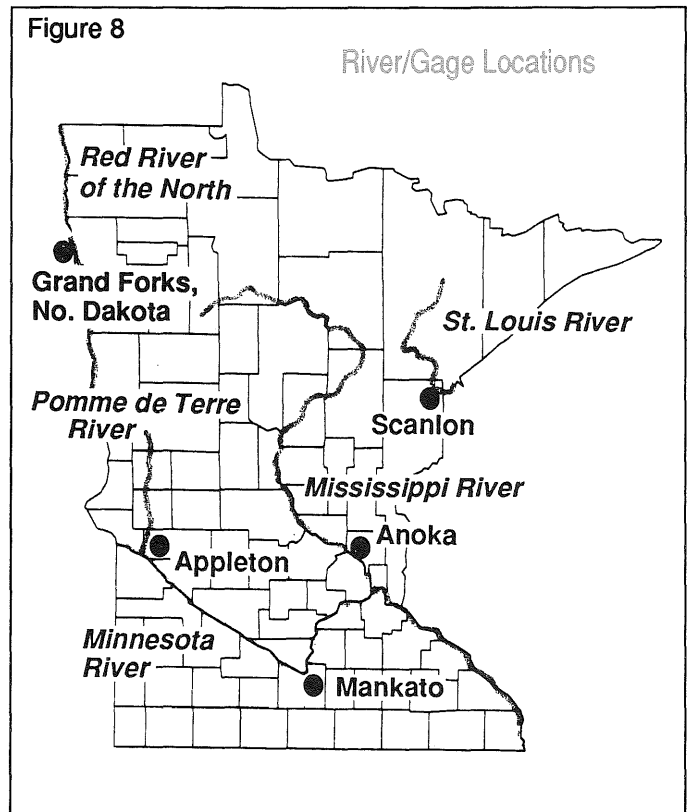 Figure 8
River/Gage Locations
Red River
of the North
Grand Forks,
No. Dakota
St. Louis River
Pomme de Terre
River
Scanlon
Mississippi River
Anoka
Appleton
Minnesota
River
Mankato